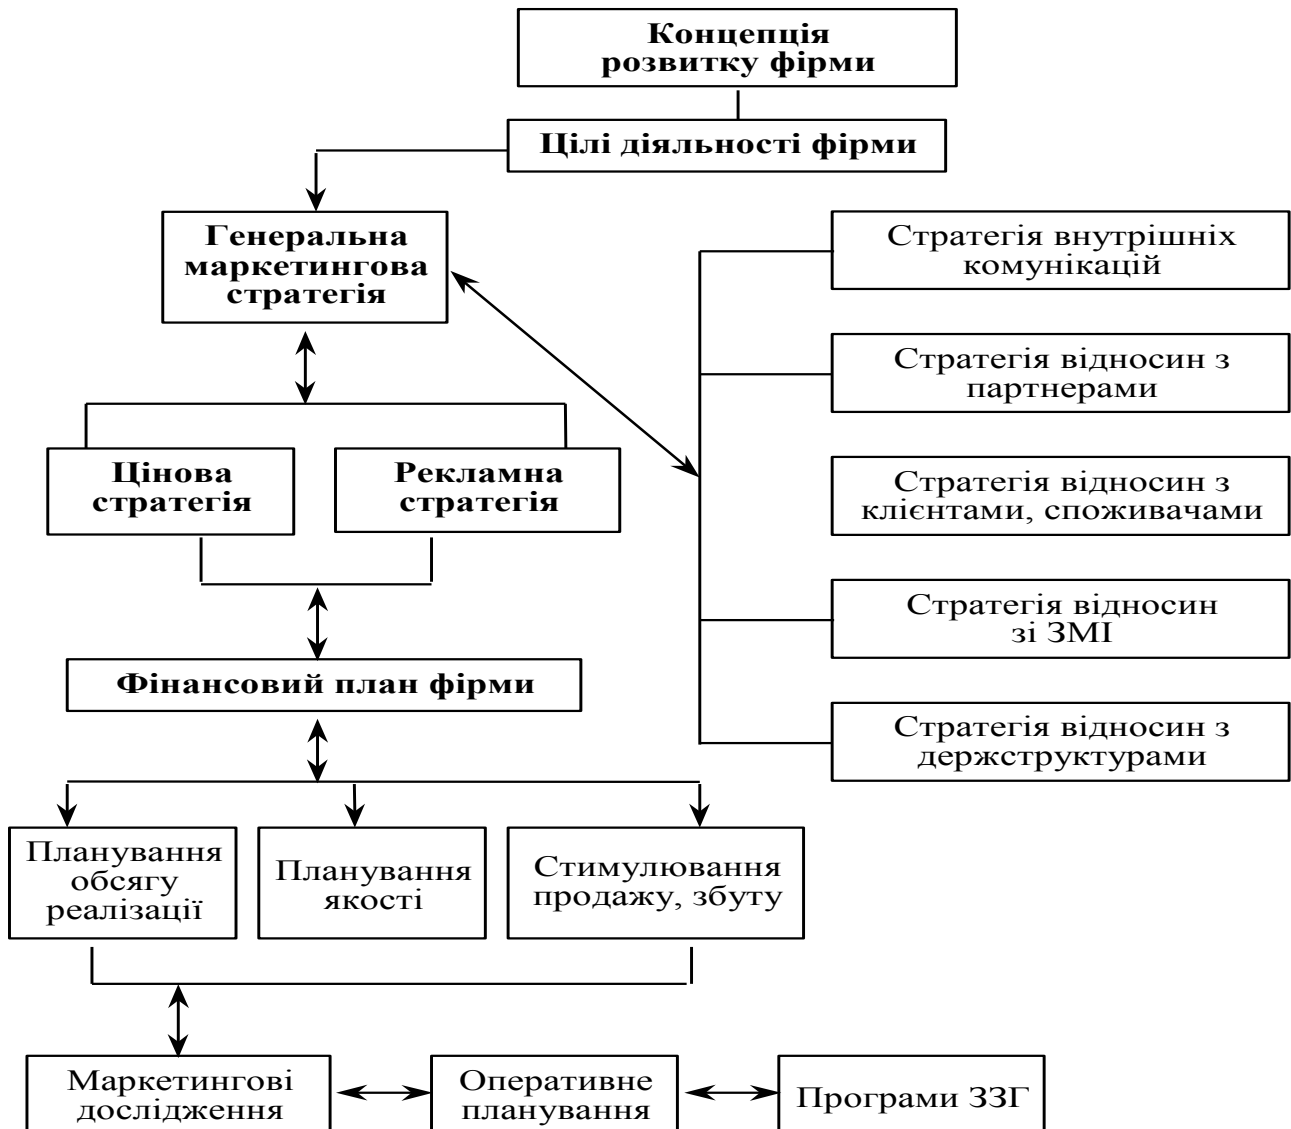 Концепція
розвитку фірми
Цілі діяльності фірми
Генеральна
маркетингова
стратегія
Стратегія внутрішніх
комунікацій
Стратегія відносин з
партнерами
Цінова
стратегія
Рекламна
стратегія
Стратегія відносин з
клієнтами, споживачами
Стратегія відносин
зі ЗМІ
Фінансовий план фірми
Стратегія відносин з
держструктурами
Планування
обсягу
реалізації
Планування
якості
Стимулювання
продажу, збуту
Маркетингові
дослідження
Оперативне
планування
Програми ЗЗГ